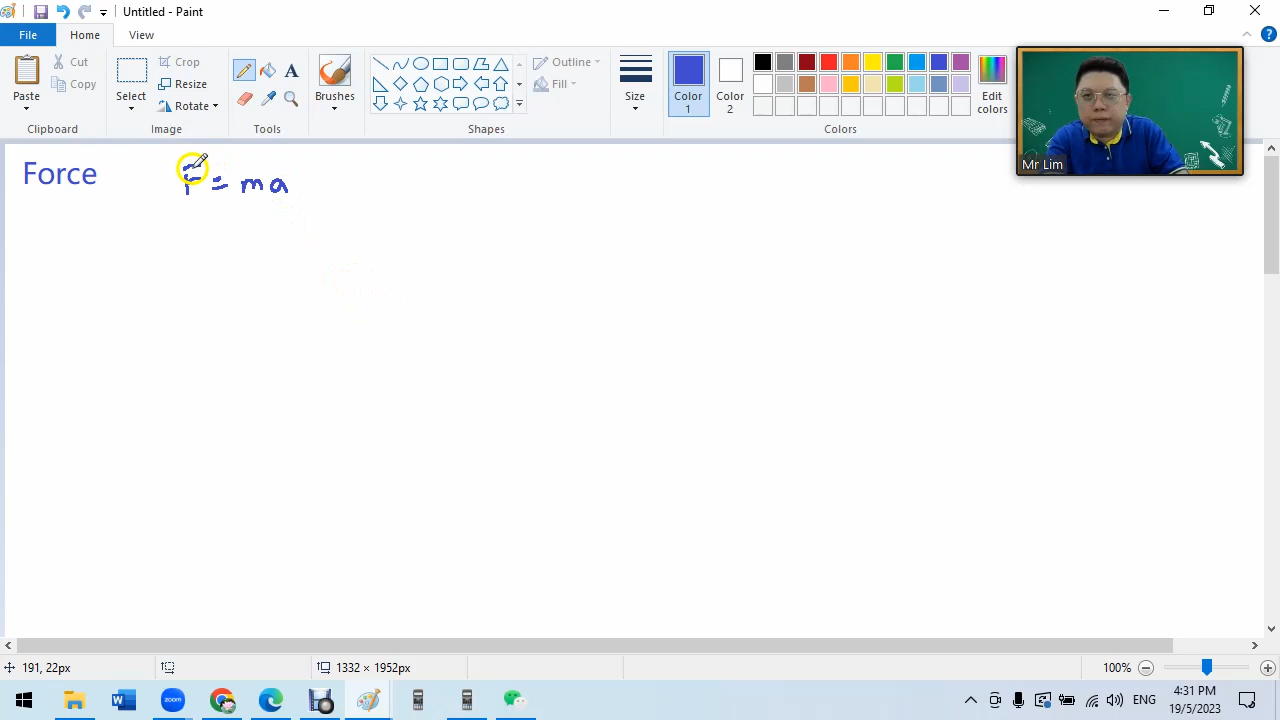 Untitled - Paint
File
Home
View
Paste
Cut
Copy
Clipboard
Select
Crop
Resize
Rotate
Image
Tools
Brushes
Shapes
Outline
Fill
Size
Color
1
Color
2
Edit
colors
Colors
Mr Lim
Force
F = ma
191, 22px
1332 × 1952px
100%
ENG
4:31 PM
19/5/2023